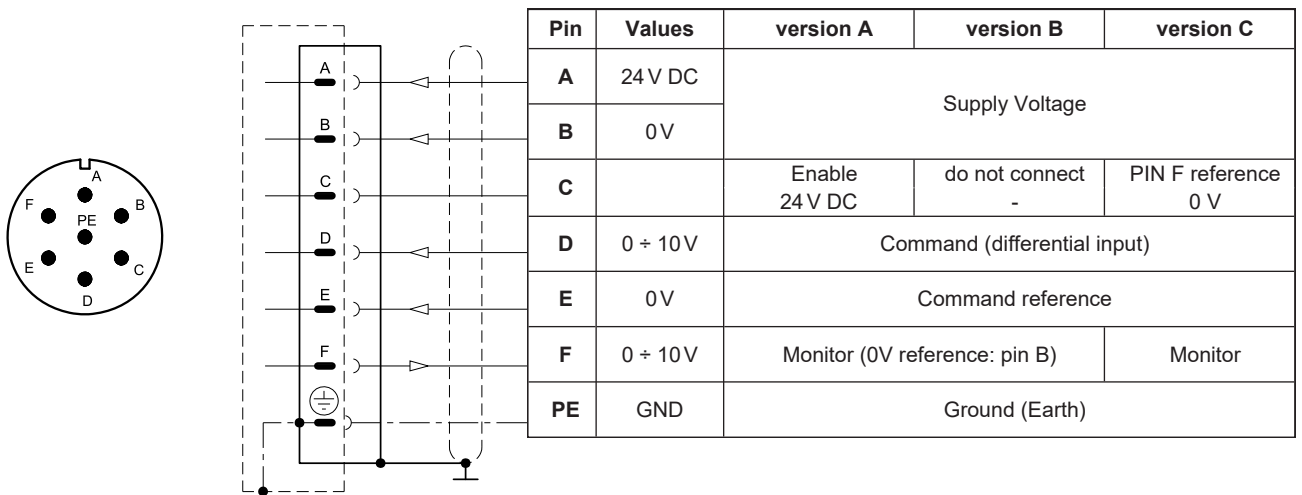 A
F
B
PE
E
C
D
A
B
C
D
E
F
Pin Values version A version B version C
A 24 V DC
Supply Voltage
B 0 V
C
Enable do not connect PIN F reference
24 V DC - 0 V
D 0 ÷ 10 V Command (differential input)
E 0 V Command reference
F 0 ÷ 10 V Monitor (0V reference: pin B) Monitor
PE GND Ground (Earth)